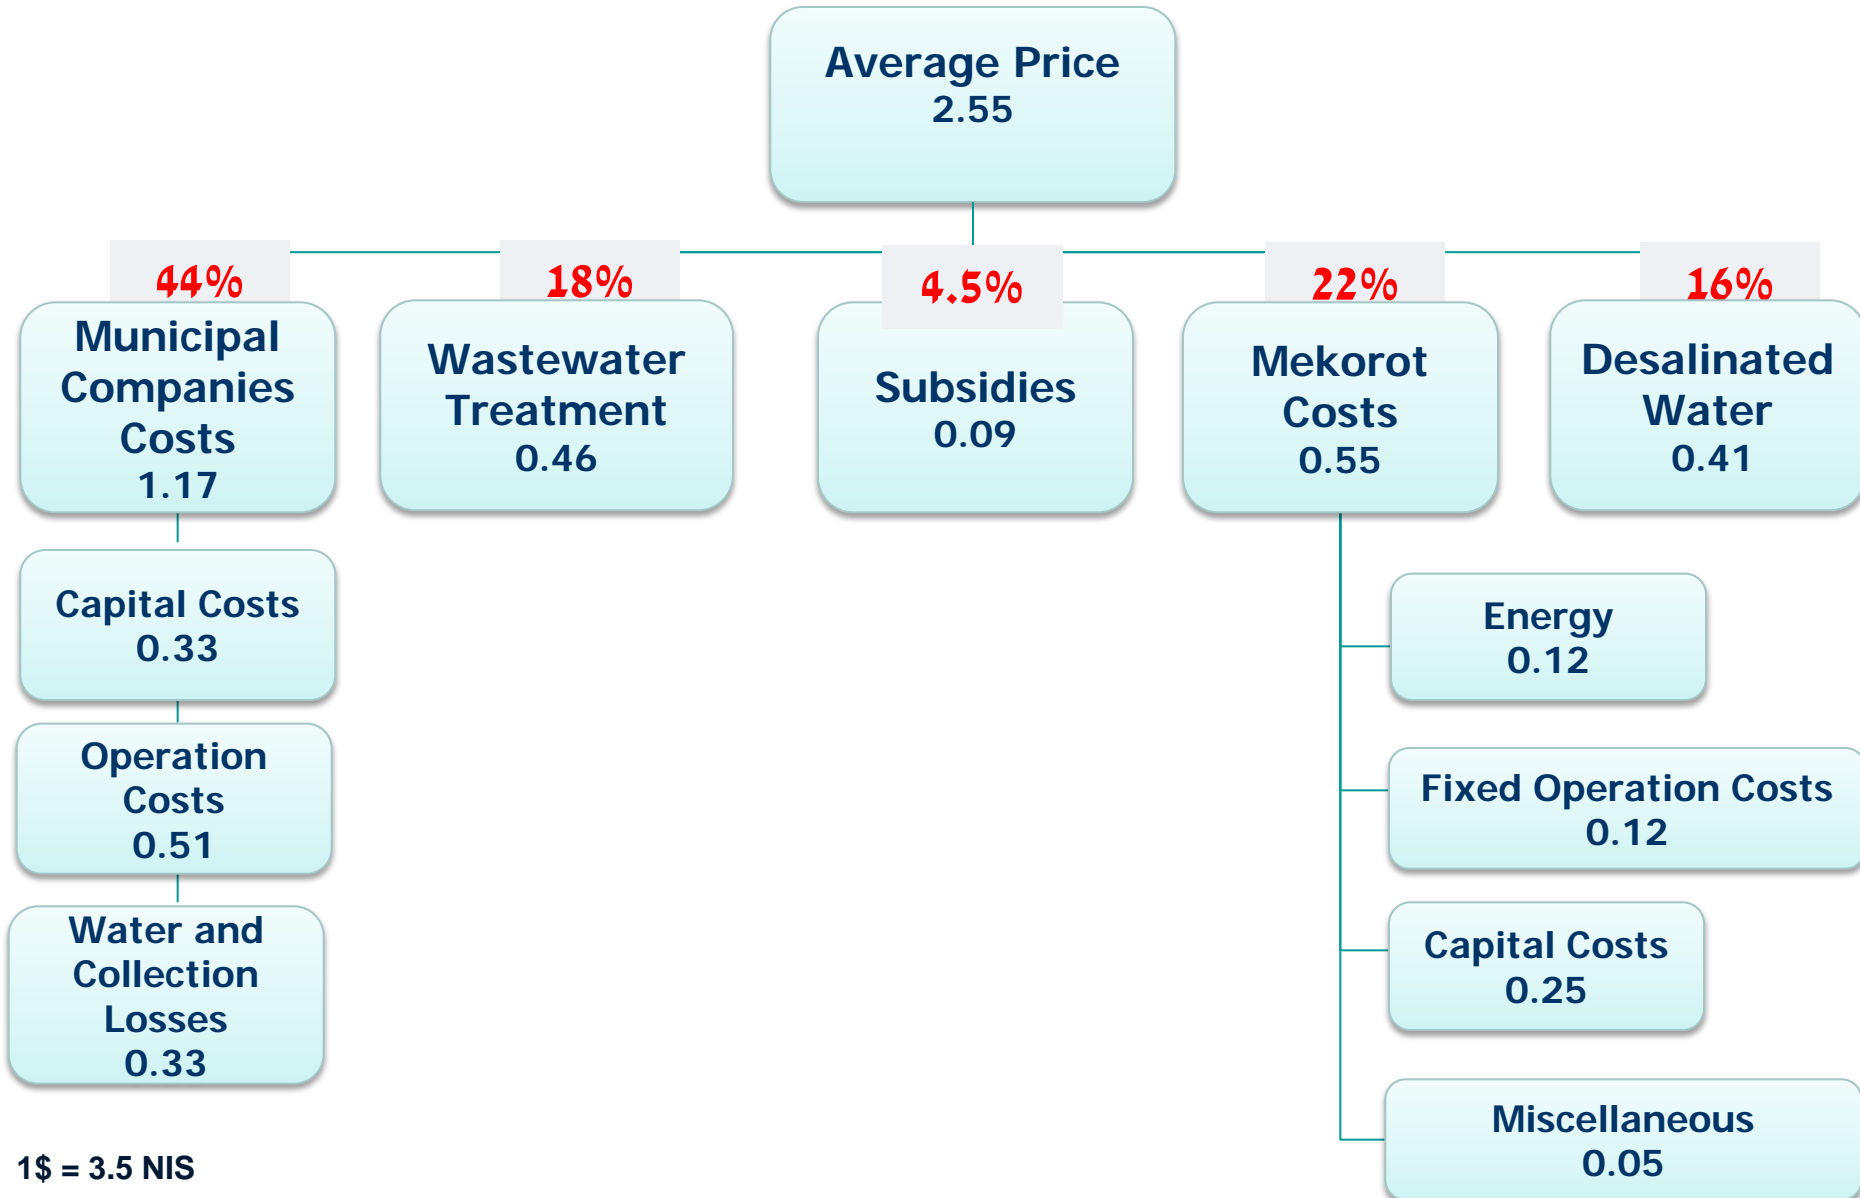 Average Price
2.55
44%
Municipal
Companies
Costs
1.17
18%
Wastewater
Treatment
0.46
4.5%
Subsidies
0.09
22%
Mekorot
Costs
0.55
16%
Desalinated
Water
0.41
Capital Costs
0.33
Operation
Costs
0.51
Water and
Collection
Losses
0.33
Energy
0.12
Fixed Operation Costs
0.12
Capital Costs
0.25
Miscellaneous
0.05
1$ = 3.5 NIS